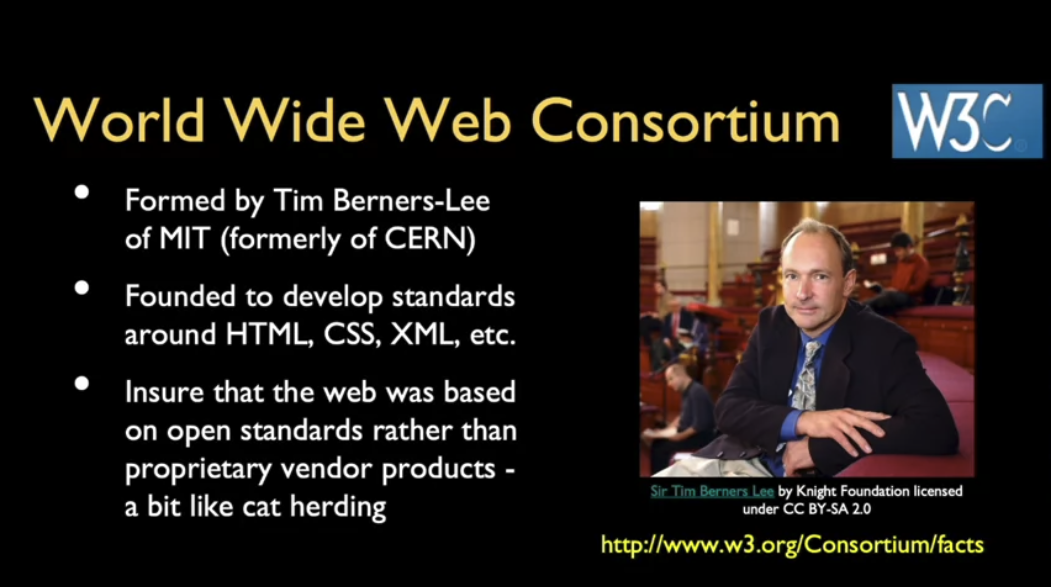 World Wide Web Consortium
W3C®
Formed by Tim Berners-Lee
of MIT (formerly of CERN)
Founded to develop standards
around HTML, CSS, XML, etc.
Insure that the web was based
on open standards rather than
proprietary vendor products -
a bit like cat herding
Sir Tim Berners Lee by Knight Foundation licensed
under CC BY-SA 2.0
http://www.w3.org/Consortium/facts